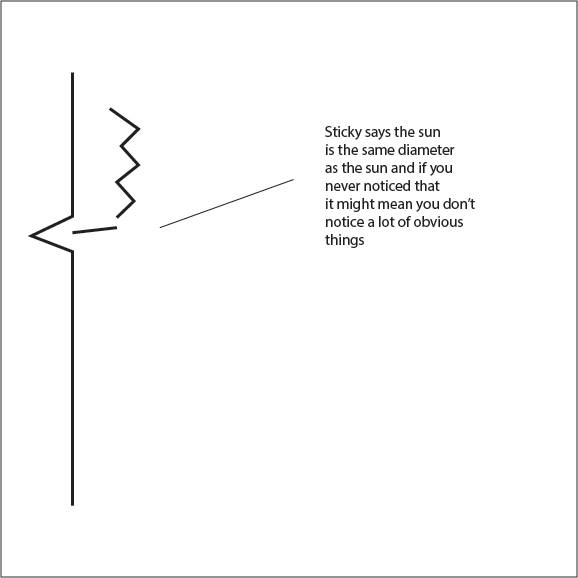 Sticky says the sun
is the same diameter
as the sun and if you
never noticed that
it might mean you don’t
notice a lot of obvious
things